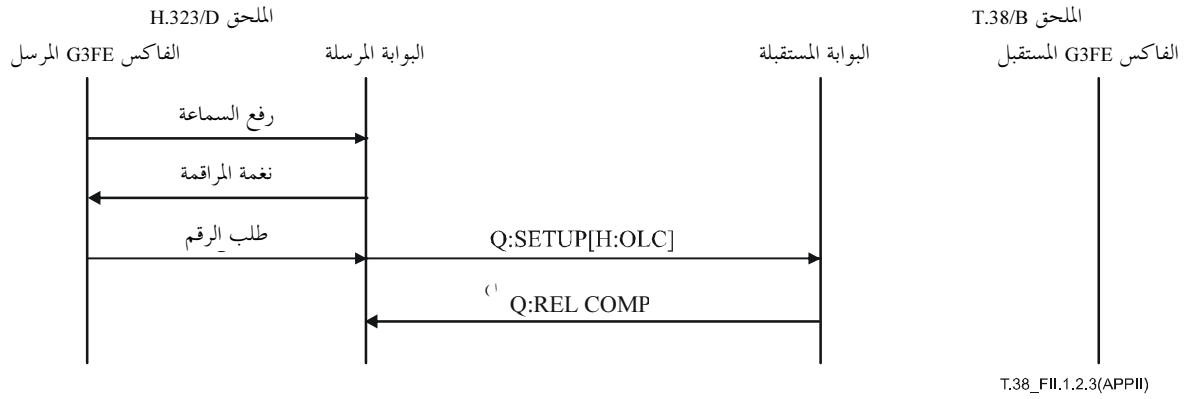 الملحق H.323/D
الملحق T.38/B
الفاكس G3FE المرسل
البوابة المرسلة
البوابة المستقبلة
الفاكس G3FE المستقبل
رفع السماعة
نغمة المراقمة
طلب الرقم
Q:SETUP[H:OLC]
Q:REL COMP (١
T.38_FII.1.2.3(APPII)